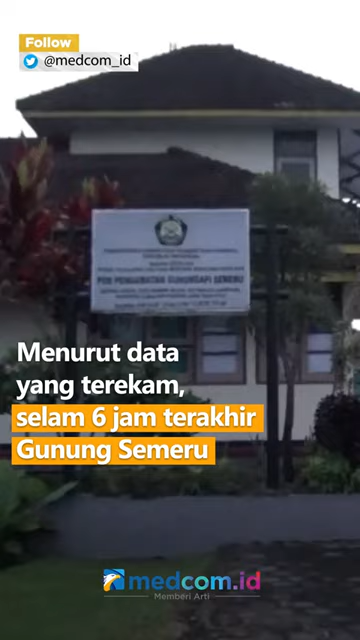 Follow
@medcom_id
POS PENGAMATAN GUNUNGAPI SEMERU
Menurut data
yang terekam,
selam 6 jam terakhir
Gunung Semeru
medcom.id
Memberi Arti